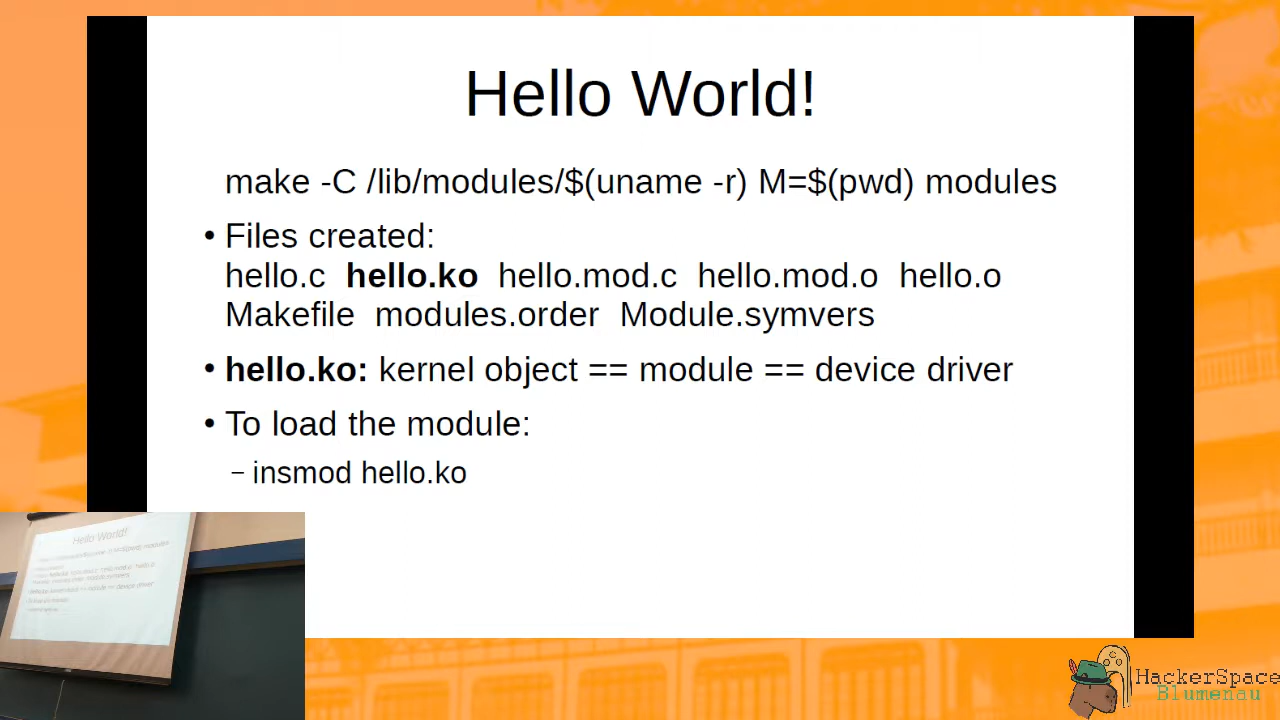 Hello World!
make -C /lib/modules/$(uname -r) M=$(pwd) modules
• Files created:
hello.c hello.ko hello.mod.c hello.mod.o hello.o
Makefile modules.order Module.symvers
• hello.ko: kernel object == module == device driver
• To load the module:
– insmod hello.ko
Hello World!
HackerSpace
Blumenau